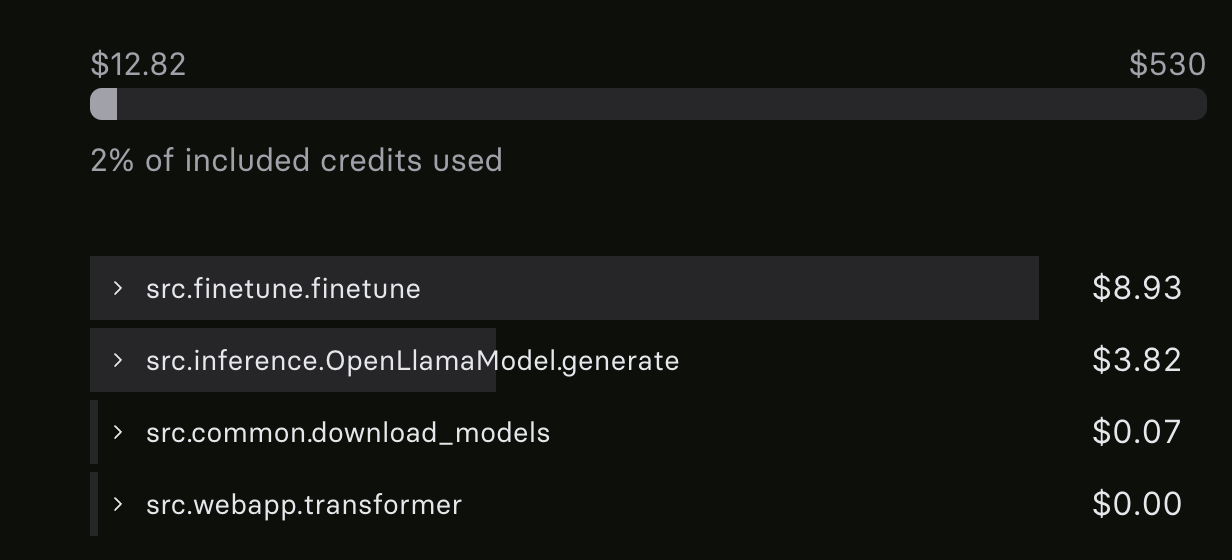 $12.82 $530
2% of included credits used
> src.finetune.finetune $8.93
> src.inference.OpenLlamaModel.generate $3.82
> src.common.download_models $0.07
> src.webapp.transformer $0.00